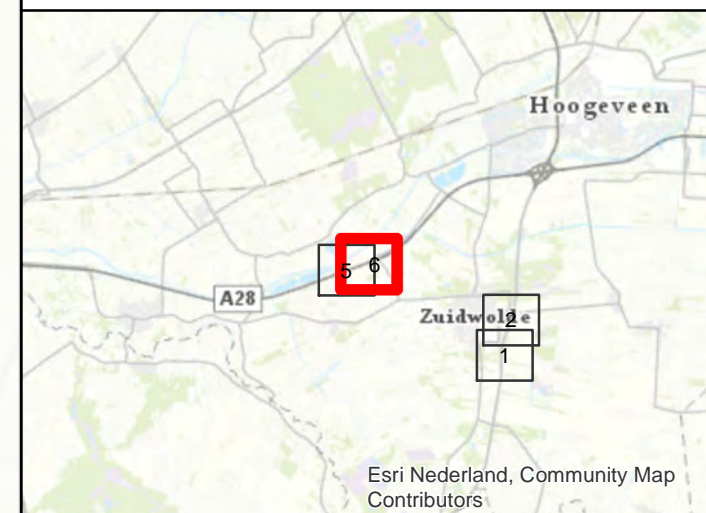 Hoogeveen
5
6
A28
Zuidwolde
2
1
Esri Nederland, Community Map
Contributors